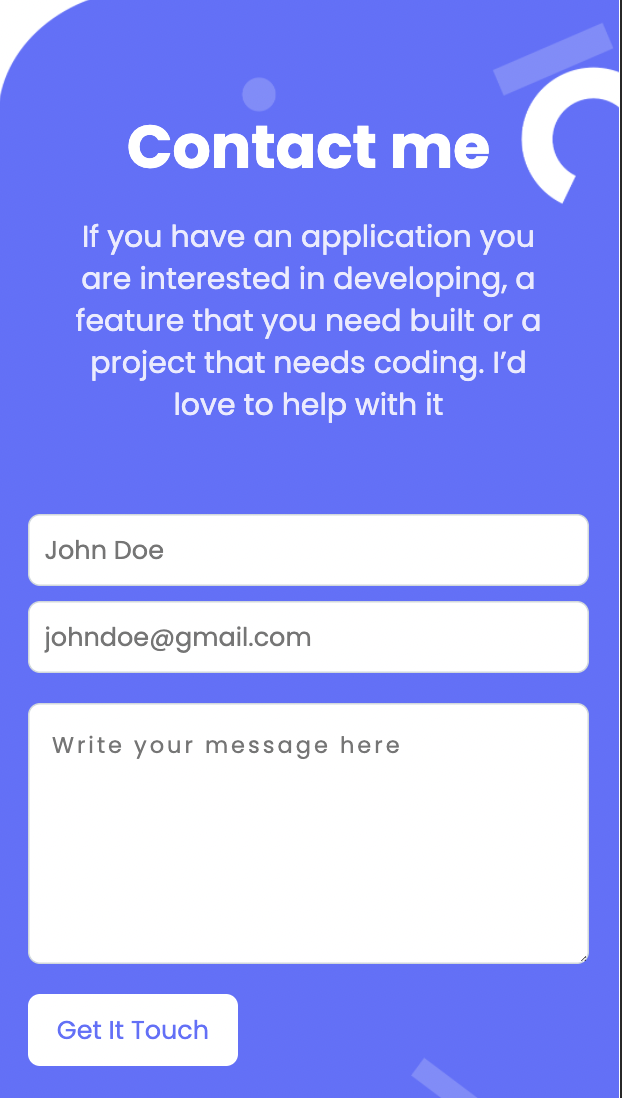 Contact me
If you have an application you
are interested in developing, a
feature that you need built or a
project that needs coding. I’d
love to help with it
John Doe
johndoe@gmail.com
Write your message here
Get It Touch